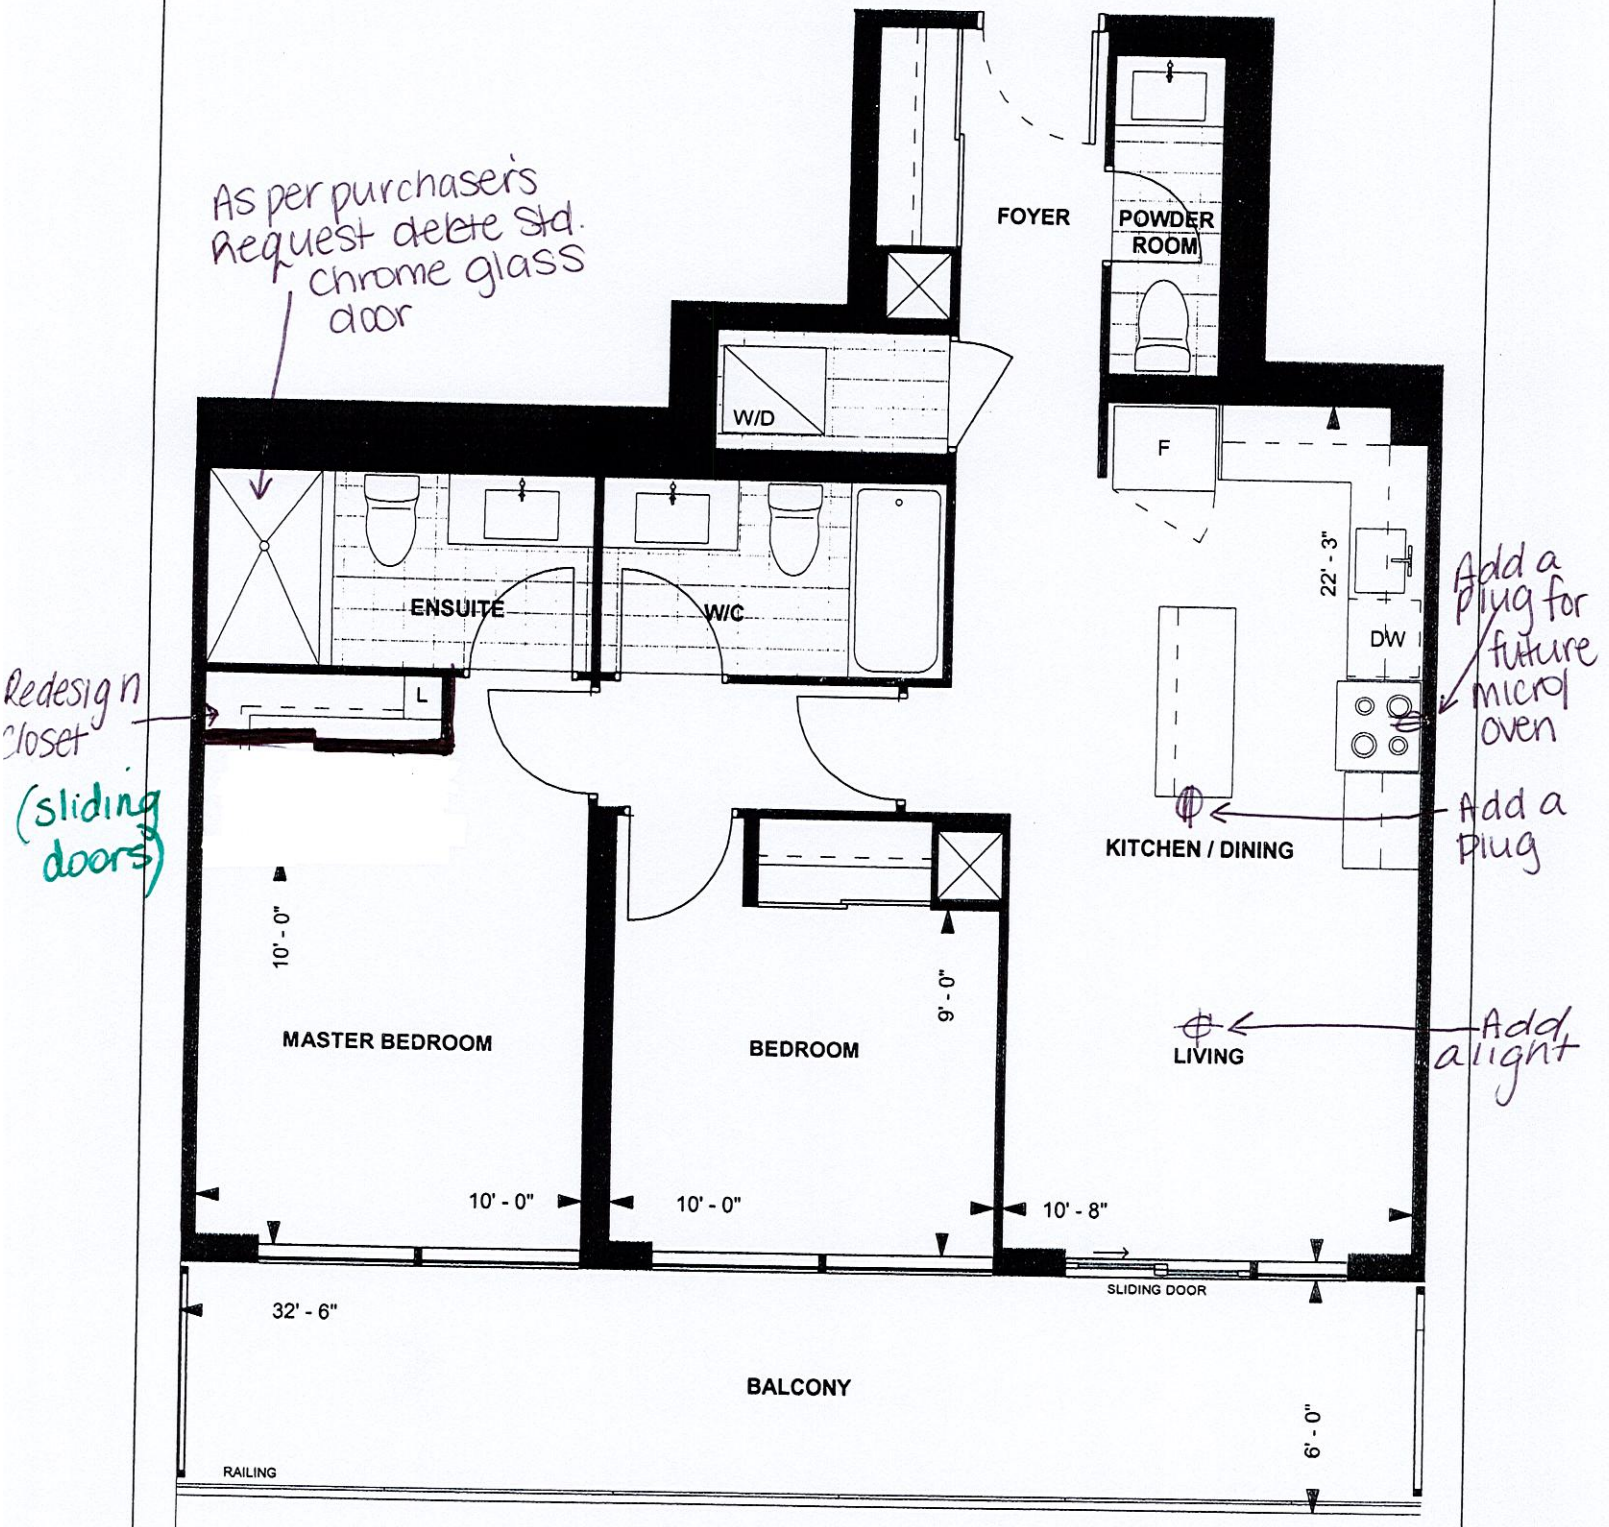 FOYER
POWDER
ROOM
As per purchaser's
Request delete Std.
Chrome glass
door
W/D
F
22' - 3"
ENSUITE
W/C
DW
Add a
plug for
future
micro/
oven
Redesign
Closet
L
(sliding
doors)
Add a
plug
KITCHEN / DINING
10' - 0"
9' - 0"
MASTER BEDROOM
BEDROOM
LIVING
Add
a light
10' - 0"
10' - 0"
10' - 8"
SLIDING DOOR
32' - 6"
BALCONY
6' - 0"
RAILING